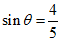 sin θ = 4/5